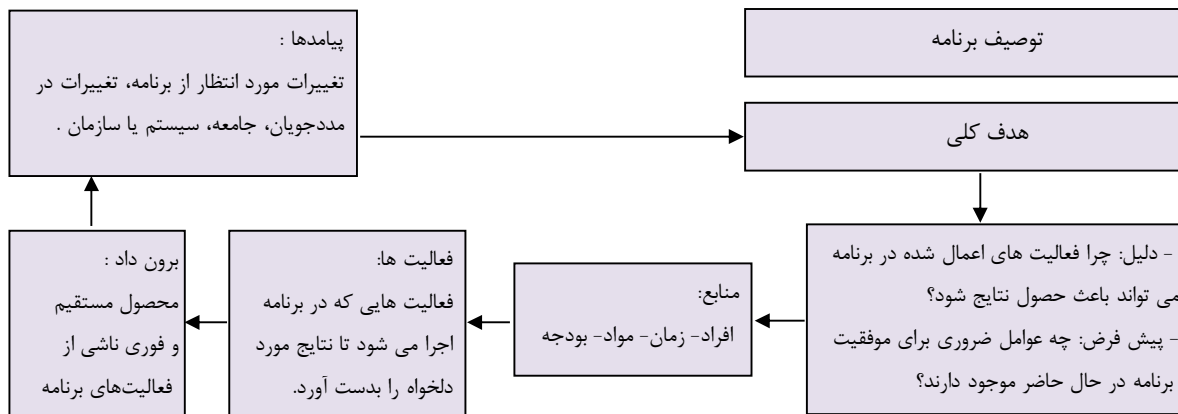 توصیف برنامه
هدف کلی
- دلیل: چرا فعالیت های اعمال شده در برنامه
می تواند باعث حصول نتایج شود؟
- پیش فرض: چه عوامل ضروری برای موفقیت
برنامه در حال حاضر موجود دارند؟
منابع:
افراد- زمان- مواد- بودجه
فعالیت ها:
فعالیت هایی که در برنامه
اجرا می شود تا نتایج مورد
دلخواه را بدست آورد.
برون داد :
محصول مستقیم
و فوری ناشی از
فعالیت‌های برنامه
پیامدها :
تغییرات مورد انتظار از برنامه، تغییرات در
مددجویان، جامعه، سیستم یا سازمان .